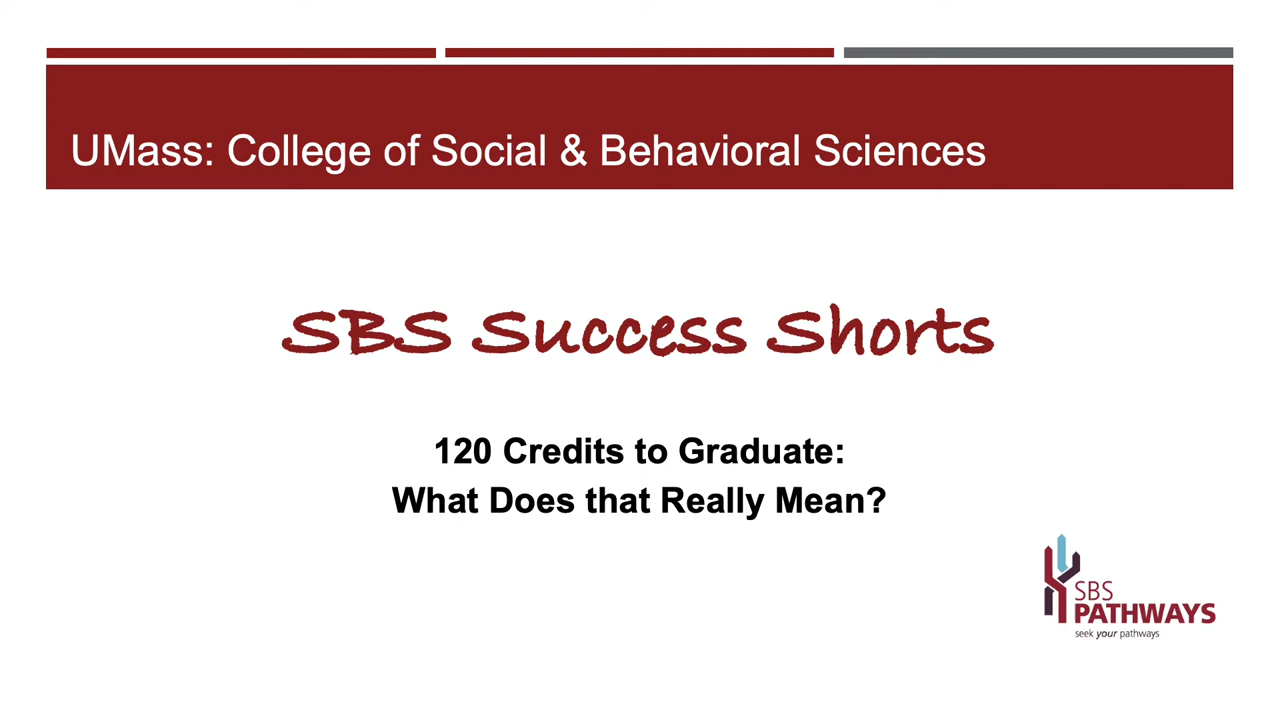 UMass: College of Social & Behavioral Sciences
SBS Success Shorts
120 Credits to Graduate:
What Does that Really Mean?
SBS
PATHWAYS
seek your pathways